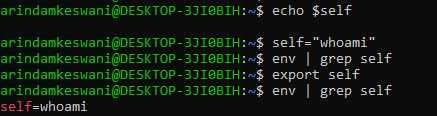 arindamkeswani@DESKTOP-3JI0BIH:~$ echo $self

arindamkeswani@DESKTOP-3JI0BIH:~$ self="whoami"
arindamkeswani@DESKTOP-3JI0BIH:~$ env | grep self
arindamkeswani@DESKTOP-3JI0BIH:~$ export self
arindamkeswani@DESKTOP-3JI0BIH:~$ env | grep self
self=whoami